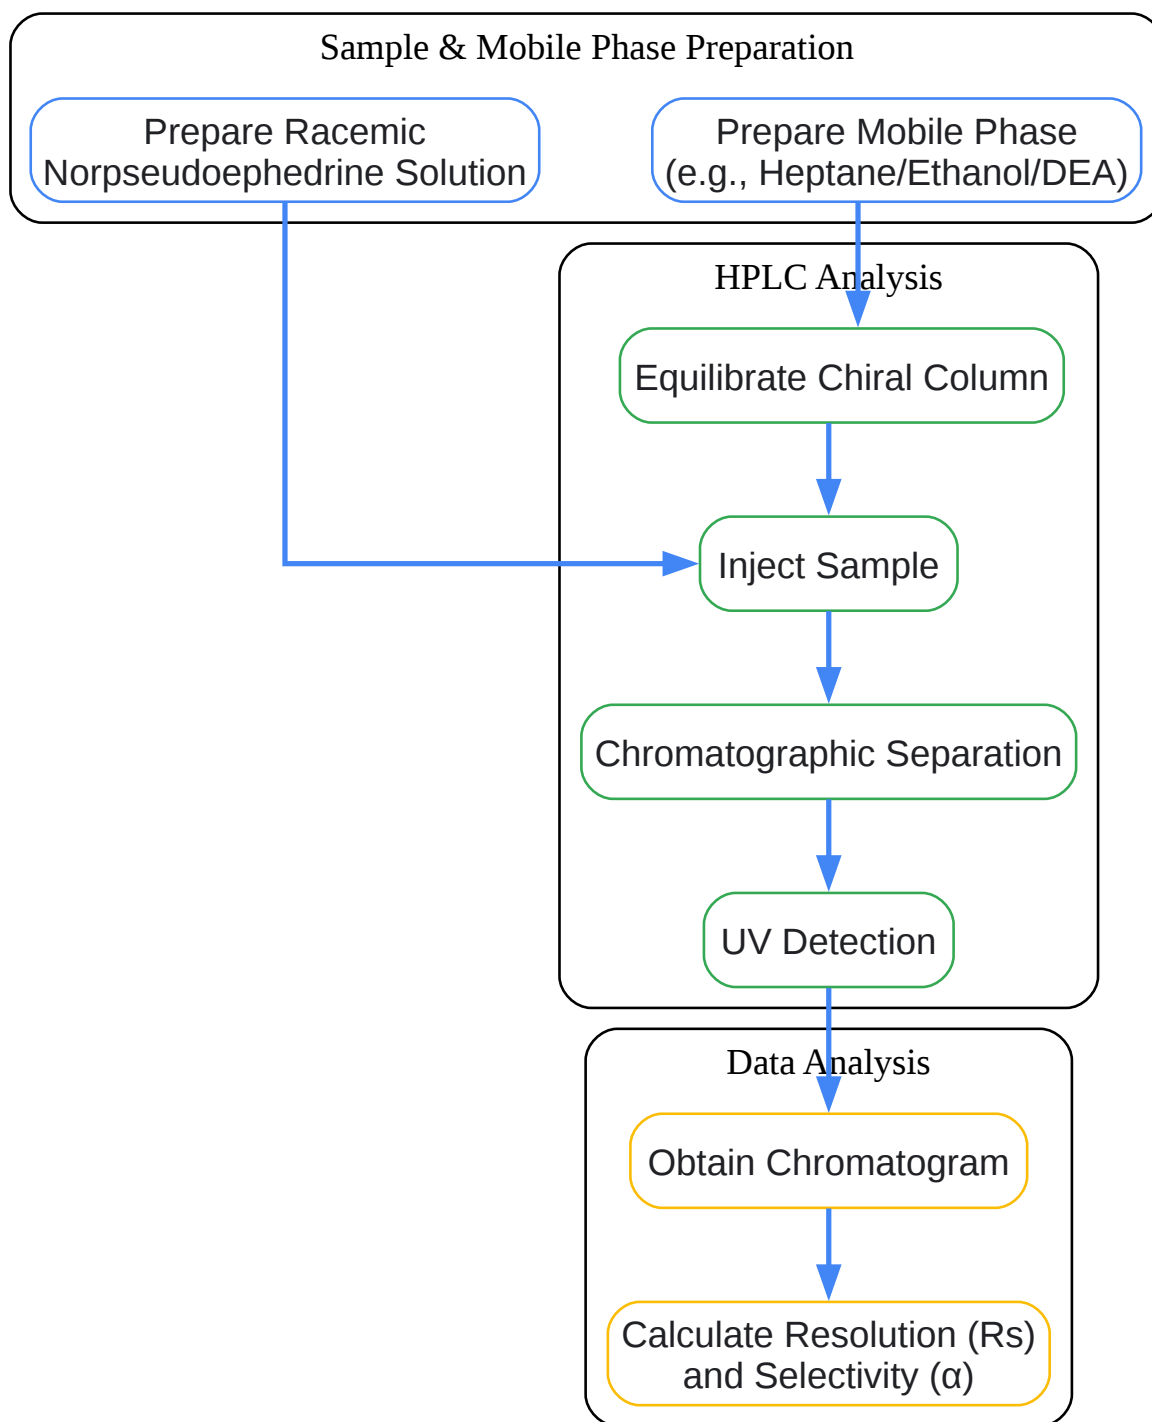 Sample & Mobile Phase Preparation
Prepare Racemic
Norpseudoephedrine Solution
Prepare Mobile Phase
(e.g., Heptane/Ethanol/DEA)
HPLC Analysis
Equilibrate Chiral Column
Inject Sample
Chromatographic Separation
UV Detection
Data Analysis
Obtain Chromatogram
Calculate Resolution (Rs)
and Selectivity (α)